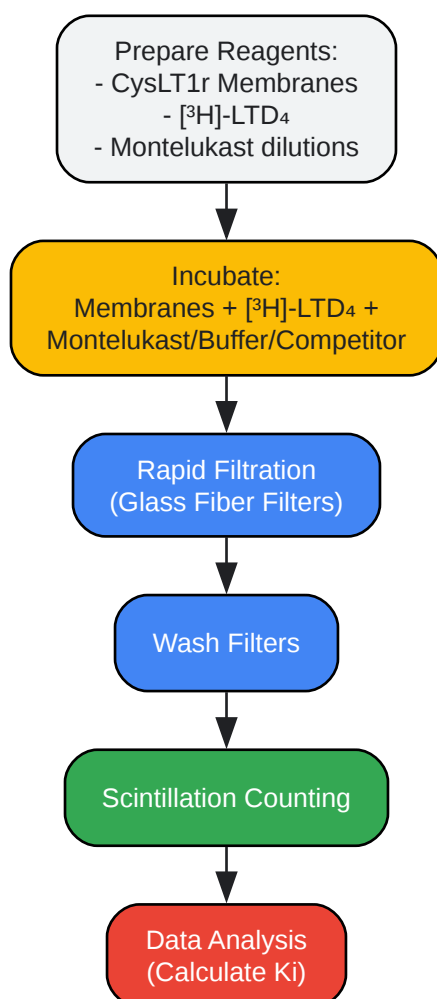 Prepare Reagents:
- CysLT1r Membranes
- [³H]-LTD₄
- Montelukast dilutions
Incubate:
Membranes + [³H]-LTD₄ +
Montelukast/Buffer/Competitor
Rapid Filtration
(Glass Fiber Filters)
Wash Filters
Scintillation Counting
Data Analysis
(Calculate Ki)